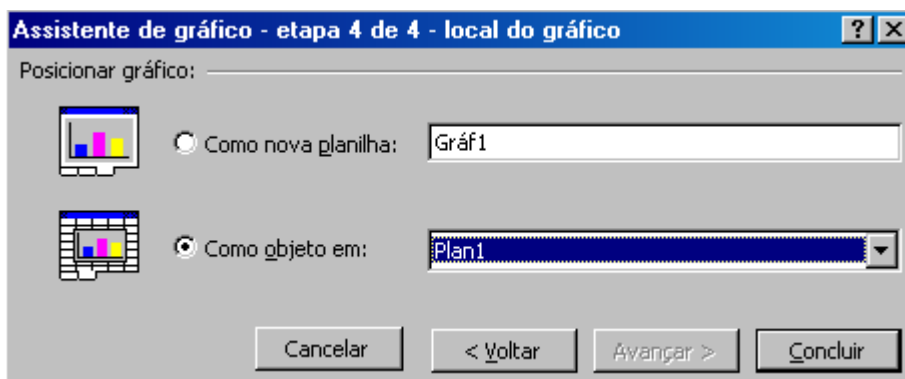 Assistente de gráfico - etapa 4 de 4 - local do gráfico
Posicionar gráfico:
Como nova planilha: Gráf1
Como objeto em: Plan1
Cancelar < Voltar Avançar > Concluir